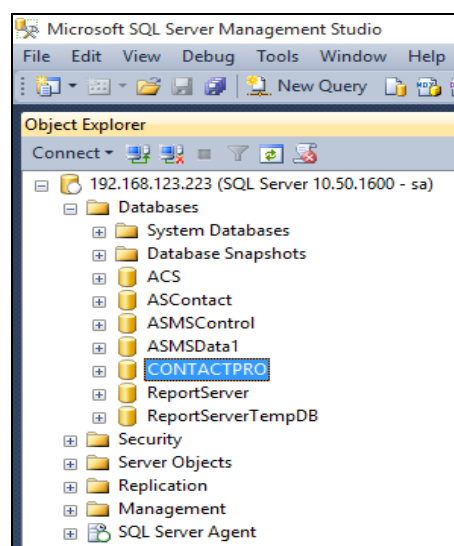 Microsoft SQL Server Management Studio
File Edit View Debug Tools Window Help
New Query
Object Explorer
Connect
192.168.123.223 (SQL Server 10.50.1600 - sa)
Databases
System Databases
Database Snapshots
ACS
ASContact
ASMSControl
ASMSData1
CONTACTPRO
ReportServer
ReportServerTempDB
Security
Server Objects
Replication
Management
SQL Server Agent